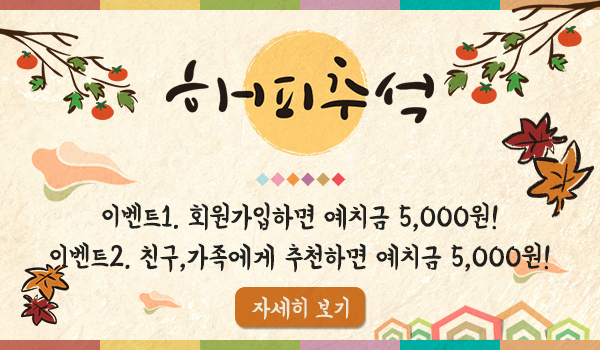 해피추석
이벤트1. 회원가입하면 예치금 5,000원!
이벤트2. 친구,가족에게 추천하면 예치금 5,000원!
자세히 보기